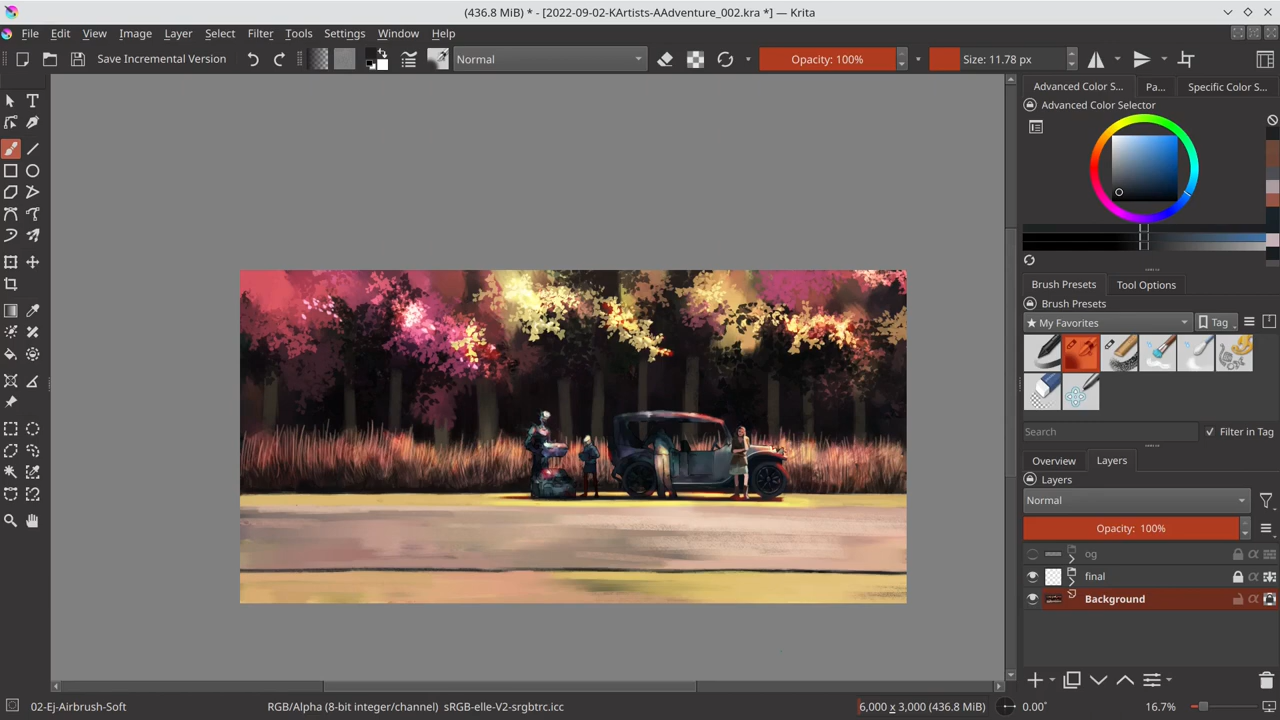 (436.8 MiB) * - [2022-09-02-KArtists-AAdventure_002.kra *] — Krita
File Edit View Image Layer Select Filter Tools Settings Window Help
Save Incremental Version Normal Opacity: 100% Size: 11.78 px
Advanced Color S... Pa... Specific Color S...
Advanced Color Selector
Brush Presets Tool Options
Brush Presets
★ My Favorites Tag
Search Filter in Tag
Overview Layers
Layers
Normal
Opacity: 100%
og
final
Background
02-Ej-Airbrush-Soft RGB/Alpha (8-bit integer/channel) sRGB-elle-V2-srgbtrc.icc 6,000 x 3,000 (436.8 MiB) 0.00° 16.7%